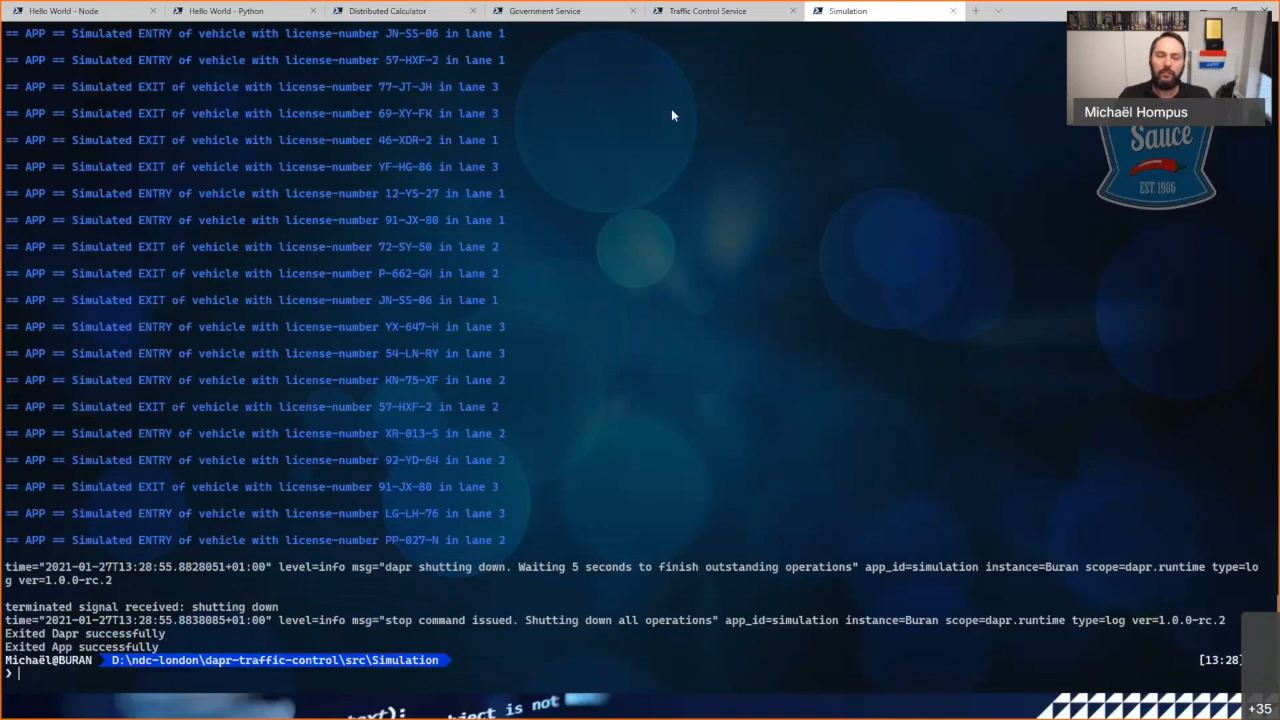 Hello World - Node
Hello World - Python
Distributed Calculator
Government Service
Traffic Control Service
Simulation
Michaël Hompus
Sauce
EST. 1986
== APP == Simulated ENTRY of vehicle with license-number JN-SS-06 in lane 1
== APP == Simulated ENTRY of vehicle with license-number 57-HXF-2 in lane 1
== APP == Simulated EXIT of vehicle with license-number 77-JT-JH in lane 3
== APP == Simulated EXIT of vehicle with license-number 69-XY-FK in lane 3
== APP == Simulated ENTRY of vehicle with license-number 46-XDR-2 in lane 1
== APP == Simulated EXIT of vehicle with license-number YF-HG-86 in lane 3
== APP == Simulated ENTRY of vehicle with license-number 12-YS-27 in lane 1
== APP == Simulated ENTRY of vehicle with license-number 91-JX-80 in lane 1
== APP == Simulated EXIT of vehicle with license-number 72-SY-50 in lane 2
== APP == Simulated EXIT of vehicle with license-number P-662-GH in lane 2
== APP == Simulated EXIT of vehicle with license-number JN-SS-06 in lane 1
== APP == Simulated ENTRY of vehicle with license-number YX-647-H in lane 3
== APP == Simulated ENTRY of vehicle with license-number 54-LN-RY in lane 3
== APP == Simulated ENTRY of vehicle with license-number KN-75-XF in lane 2
== APP == Simulated EXIT of vehicle with license-number 57-HXF-2 in lane 2
== APP == Simulated ENTRY of vehicle with license-number XR-013-S in lane 2
== APP == Simulated ENTRY of vehicle with license-number 92-YD-64 in lane 2
== APP == Simulated EXIT of vehicle with license-number 91-JX-80 in lane 3
== APP == Simulated ENTRY of vehicle with license-number LG-LH-76 in lane 3
== APP == Simulated ENTRY of vehicle with license-number PP-027-N in lane 2
time="2021-01-27T13:28:55.8828051+01:00" level=info msg="dapr shutting down. Waiting 5 seconds to finish outstanding operations" app_id=simulation instance=Buran scope=dapr.runtime type=lo
g ver=1.0.0-rc.2
terminated signal received: shutting down
time="2021-01-27T13:28:55.8838085+01:00" level=info msg="stop command issued. Shutting down all operations" app_id=simulation instance=Buran scope=dapr.runtime type=log ver=1.0.0-rc.2
Exited Dapr successfully
Exited App successfully
Michaël@BURAN D:\ndc-london\dapr-traffic-control\src\Simulation [13:28]
❯
text): bject is not
+35